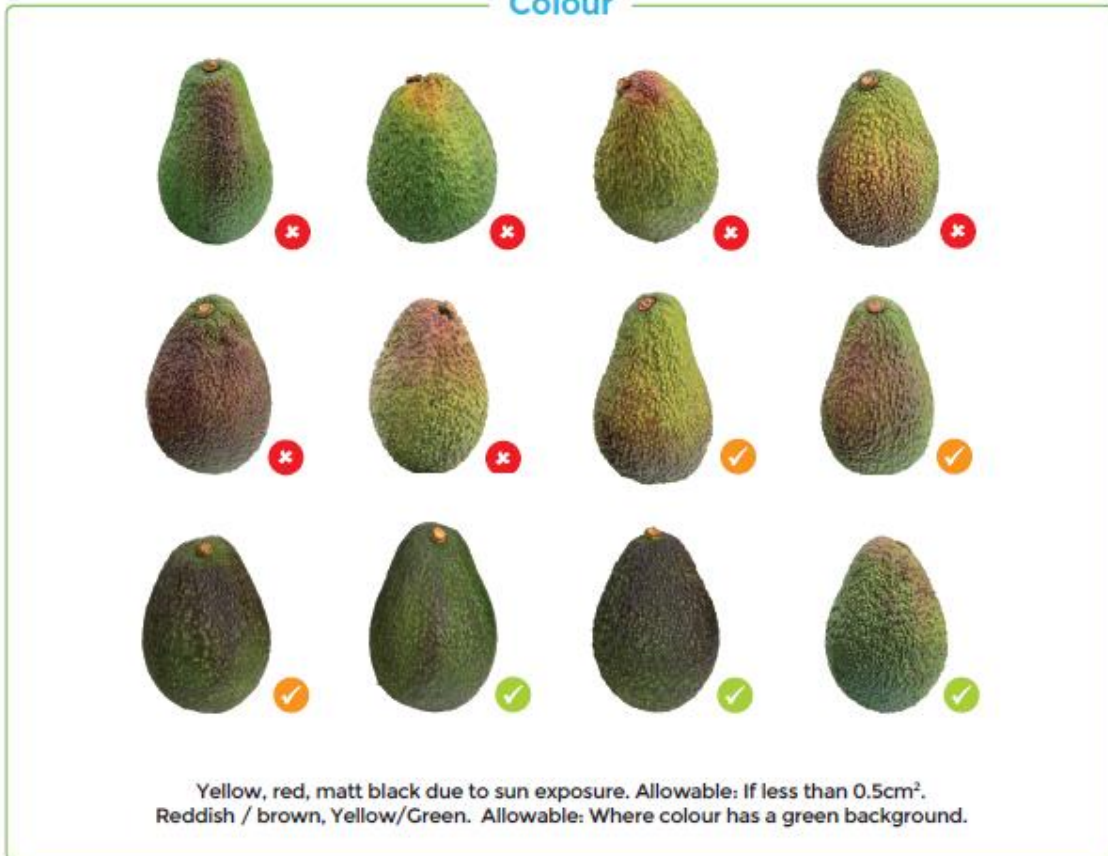 Colour
Yellow, red, matt black due to sun exposure. Allowable: If less than 0.5cm².
Reddish / brown, Yellow/Green.  Allowable: Where colour has a green background.